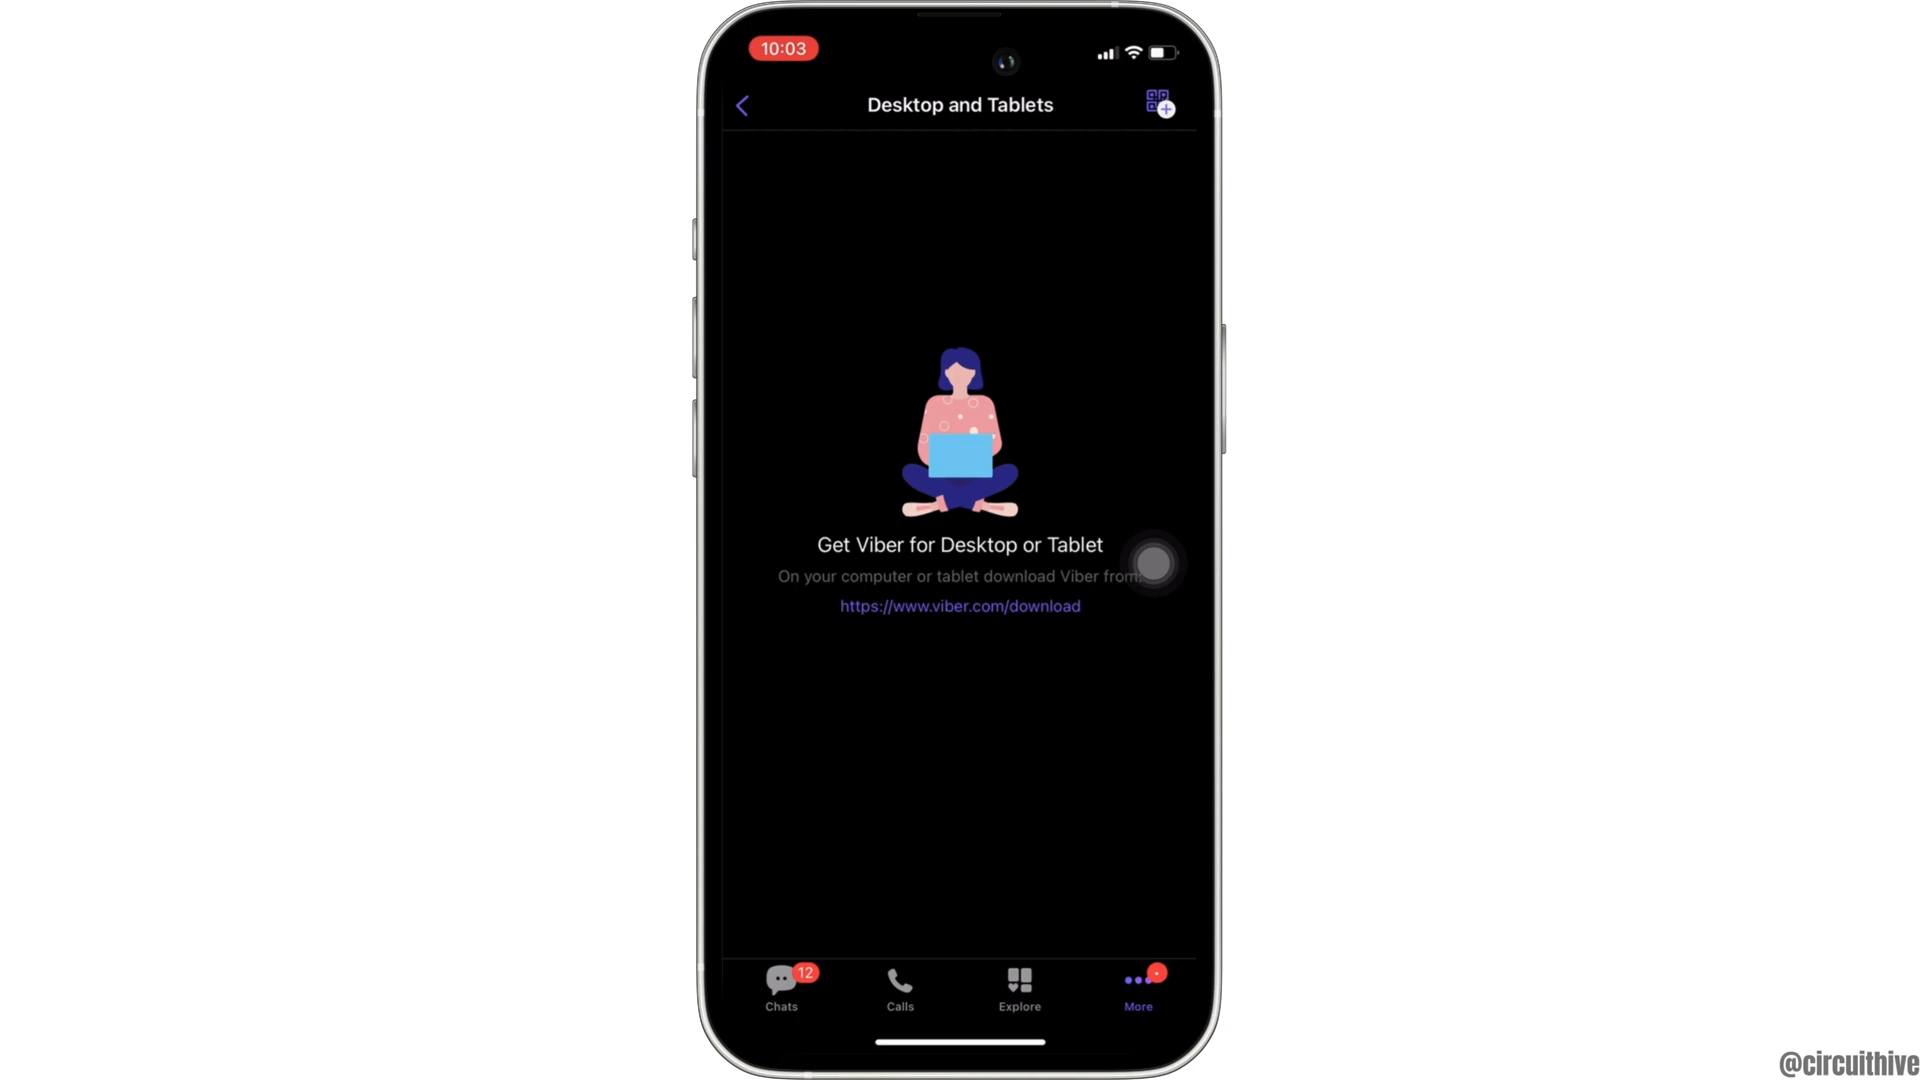 10:03
Desktop and Tablets
Get Viber for Desktop or Tablet
On your computer or tablet download Viber from:
https://www.viber.com/download
12
Chats
Calls
Explore
More
@circuithive